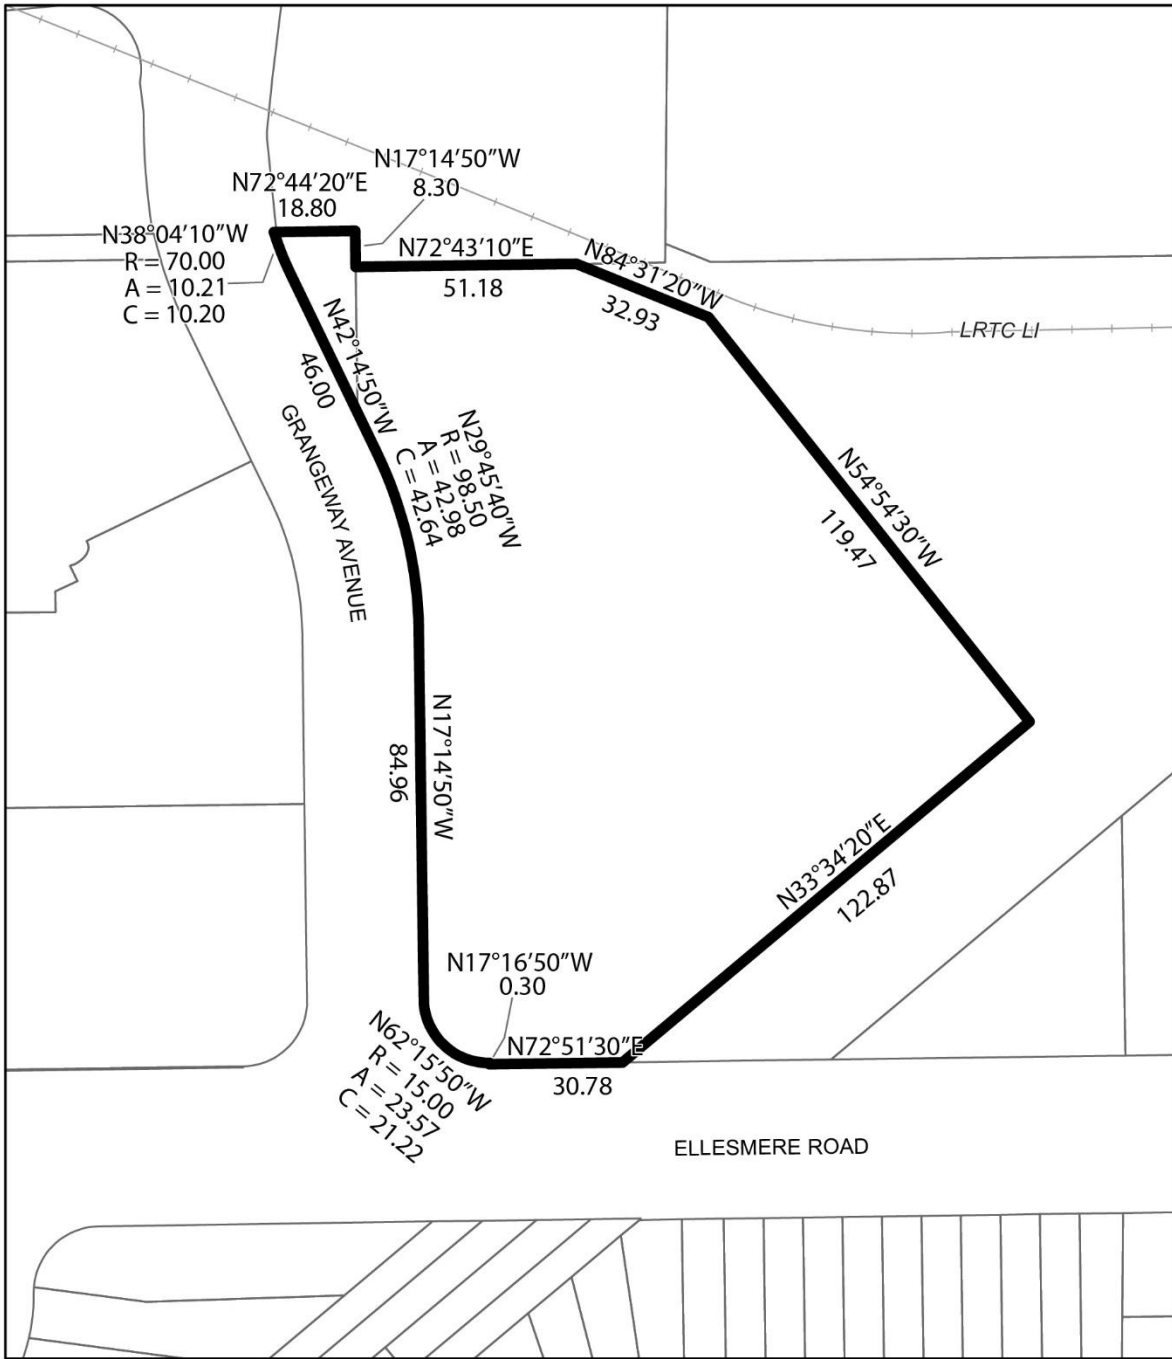 N17°14′50″W
8.30
N72°44′20″E
18.80
N38°04′10″W
R = 70.00
A = 10.21
C = 10.20
N72°43′10″E
51.18
N84°31′20″W
32.93
LRTC LI
N42°14′50″W
46.00
GRANGEWAY AVENUE
N29°45′40″W
R = 98.50
A = 42.98
C = 42.64
N54°54′30″W
119.47
N17°14′50″W
84.96
N33°34′20″E
122.87
N17°16′50″W
0.30
N62°15′50″W
R = 15.00
A = 23.57
C = 21.22
N72°51′30″E
30.78
ELLESMERE ROAD